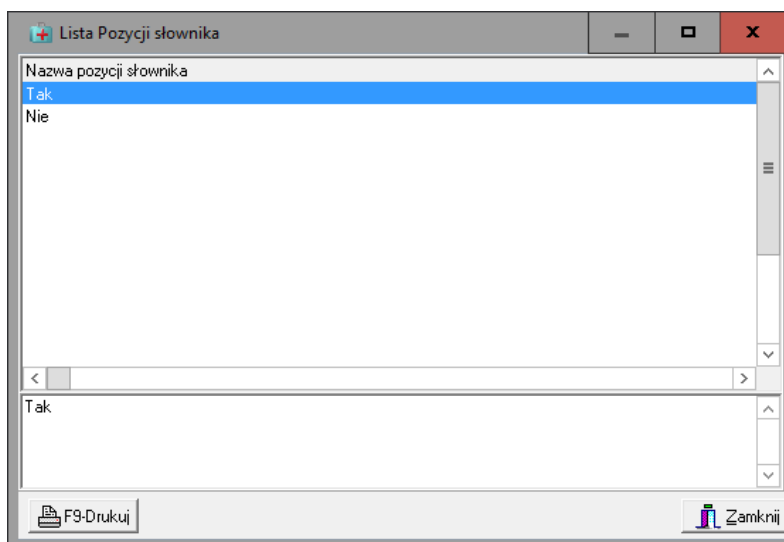 Lista Pozycji słownika
Nazwa pozycji słownika
Tak
Nie
Tak
F9-Drukuj
Zamknij